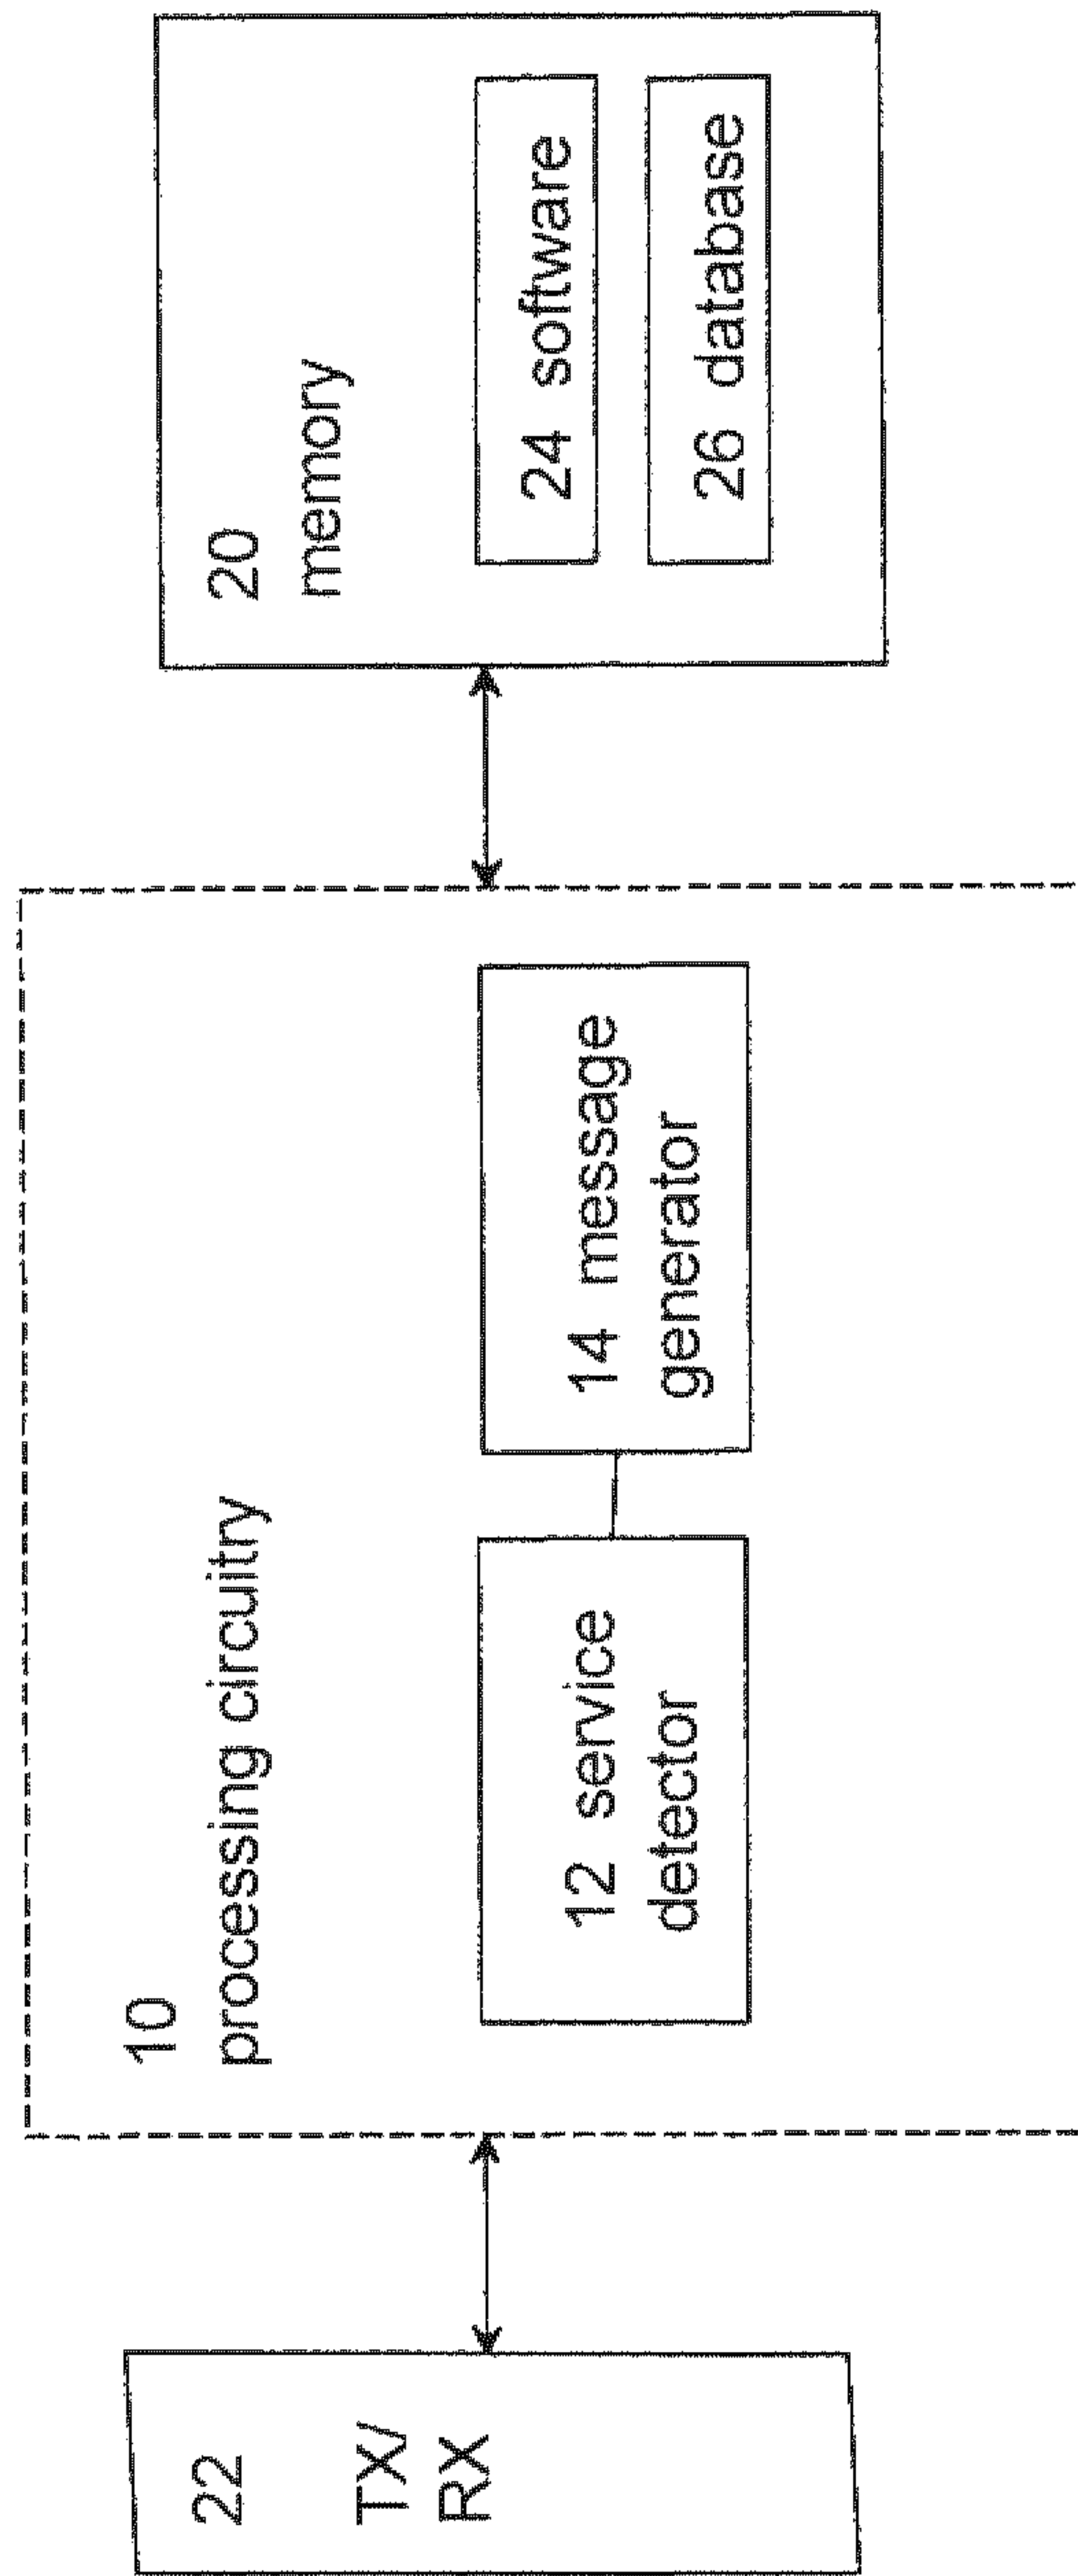 22
TX/
RX
10
processing circuitry
12 service
detector
14 message
generator
20
memory
24 software
26 database